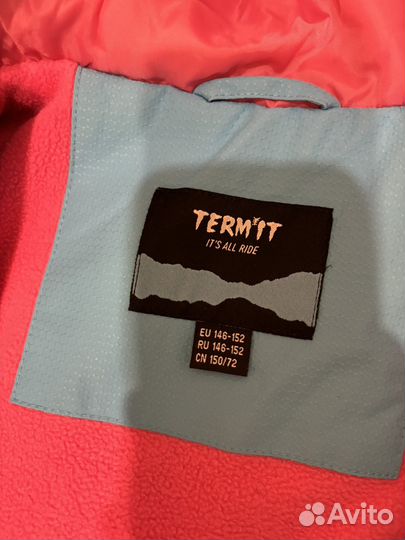 TERMIT
IT'S ALL RIDE
EU 146-152
RU 146-152
CN 150/72
Avito